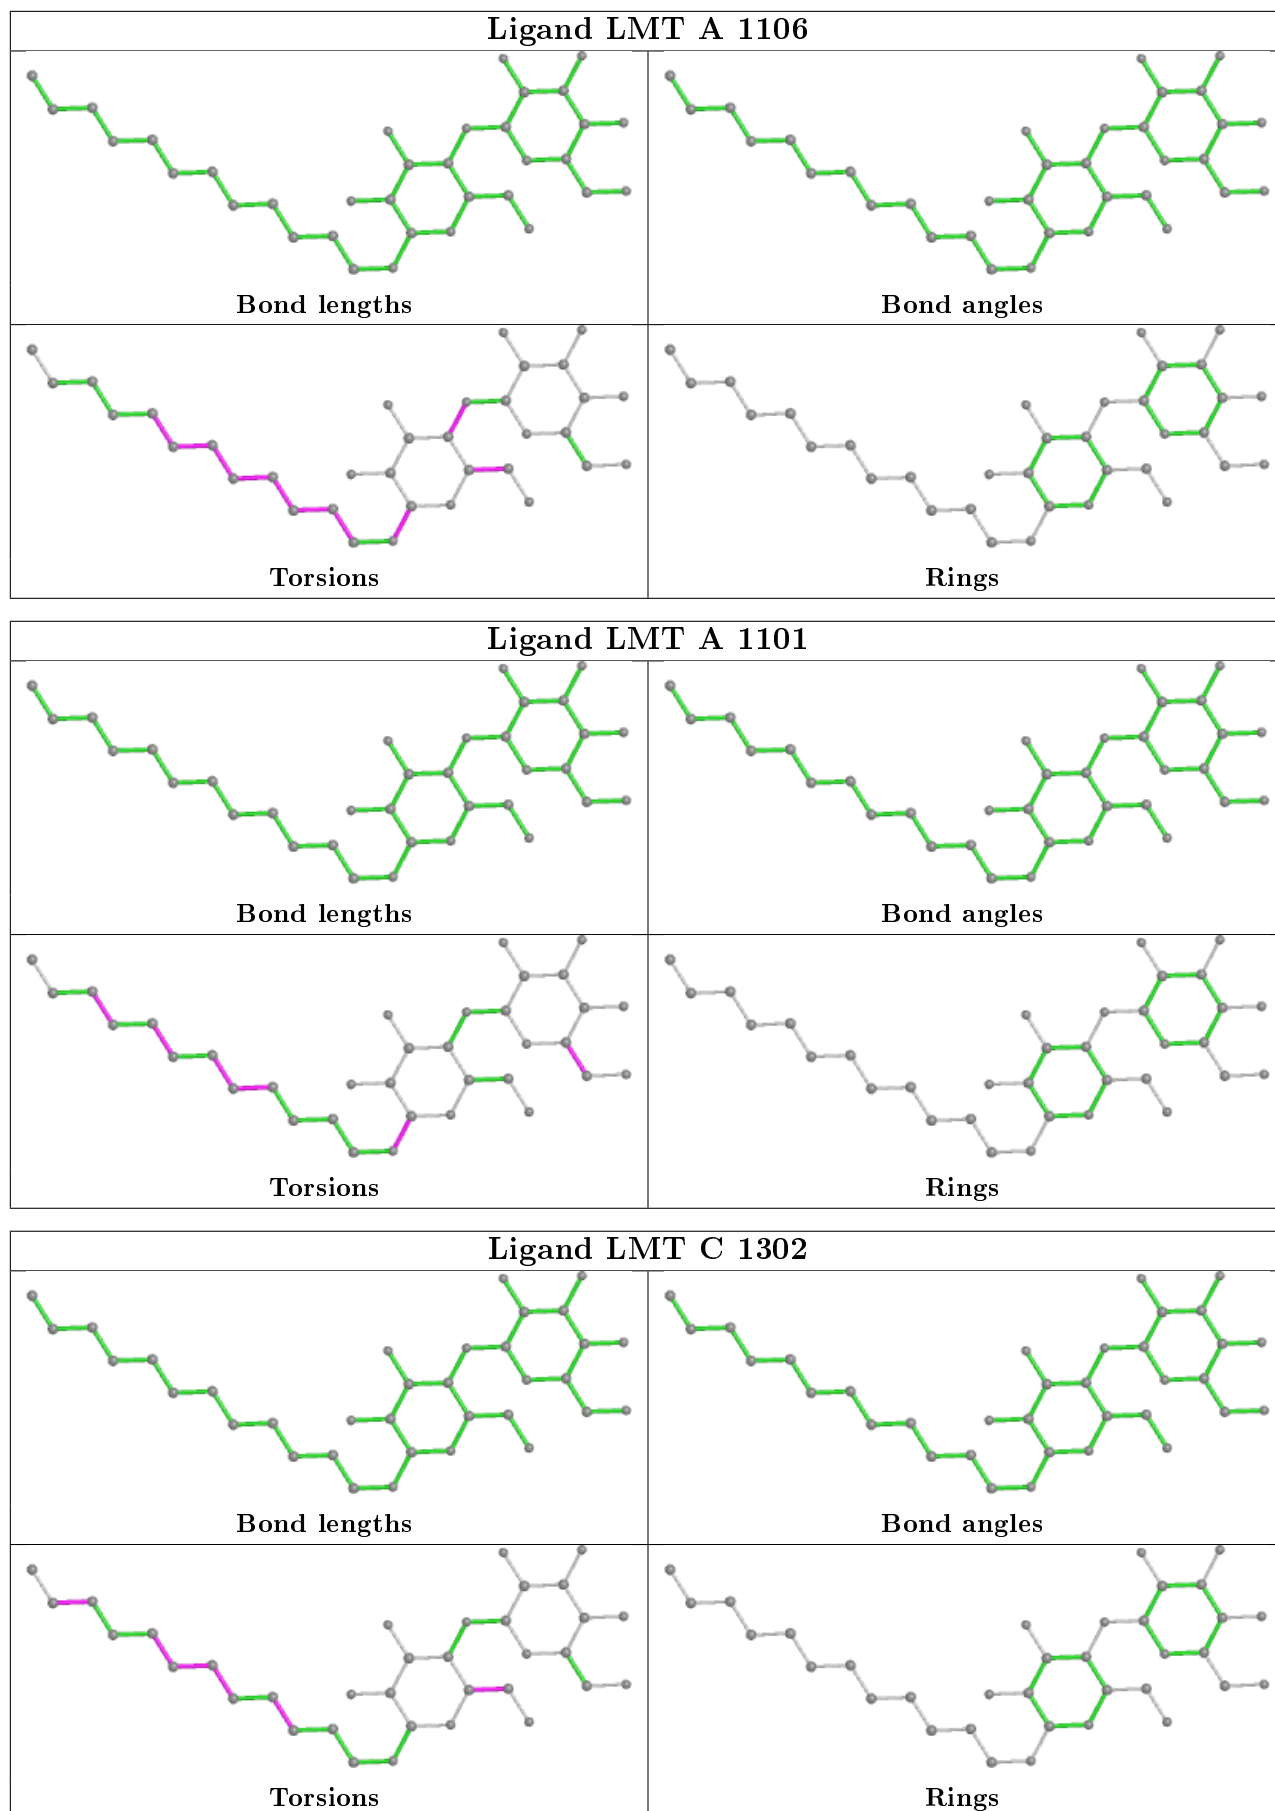 Ligand LMT A 1106
Bond lengths
Bond angles
Torsions
Rings
Ligand LMT A 1101
Bond lengths
Bond angles
Torsions
Rings
Ligand LMT C 1302
Bond lengths
Bond angles
Torsions
Rings